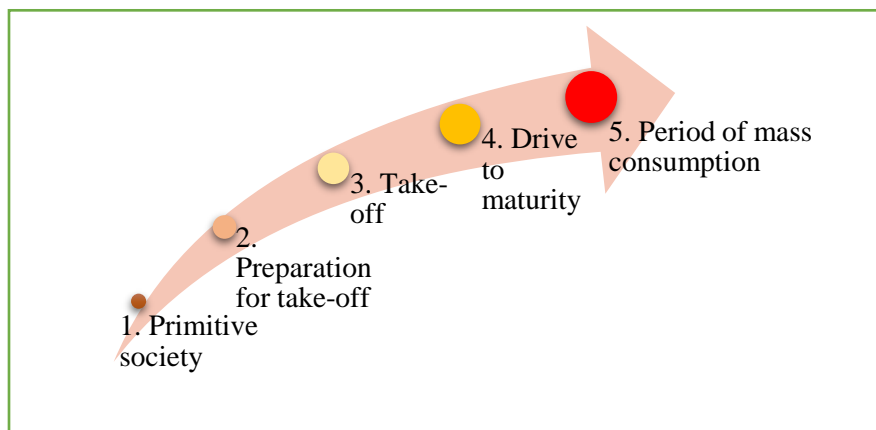 1. Primitive
society
2.
Preparation
for take-off
3. Take-
off
4. Drive
to
maturity
5. Period of mass
consumption